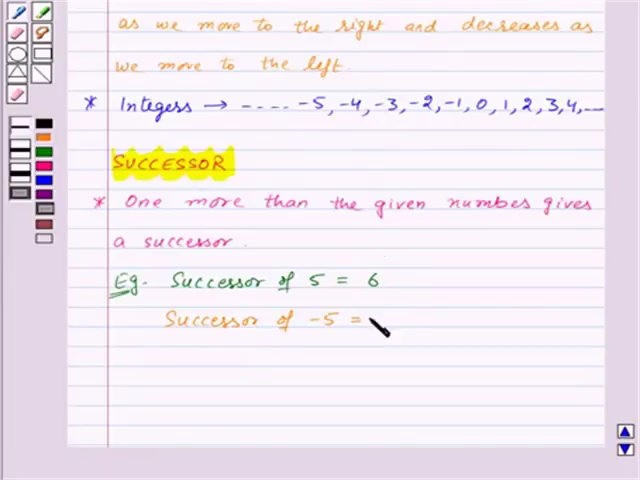 as we move to the right and decreases as
we move to the left.
* Integers → ---- -5, -4, -3, -2, -1, 0, 1, 2, 3, 4, ---
SUCCESSOR
* One more than the given number gives
a successor.
Eg. Successor of 5 = 6
Successor of -5 =